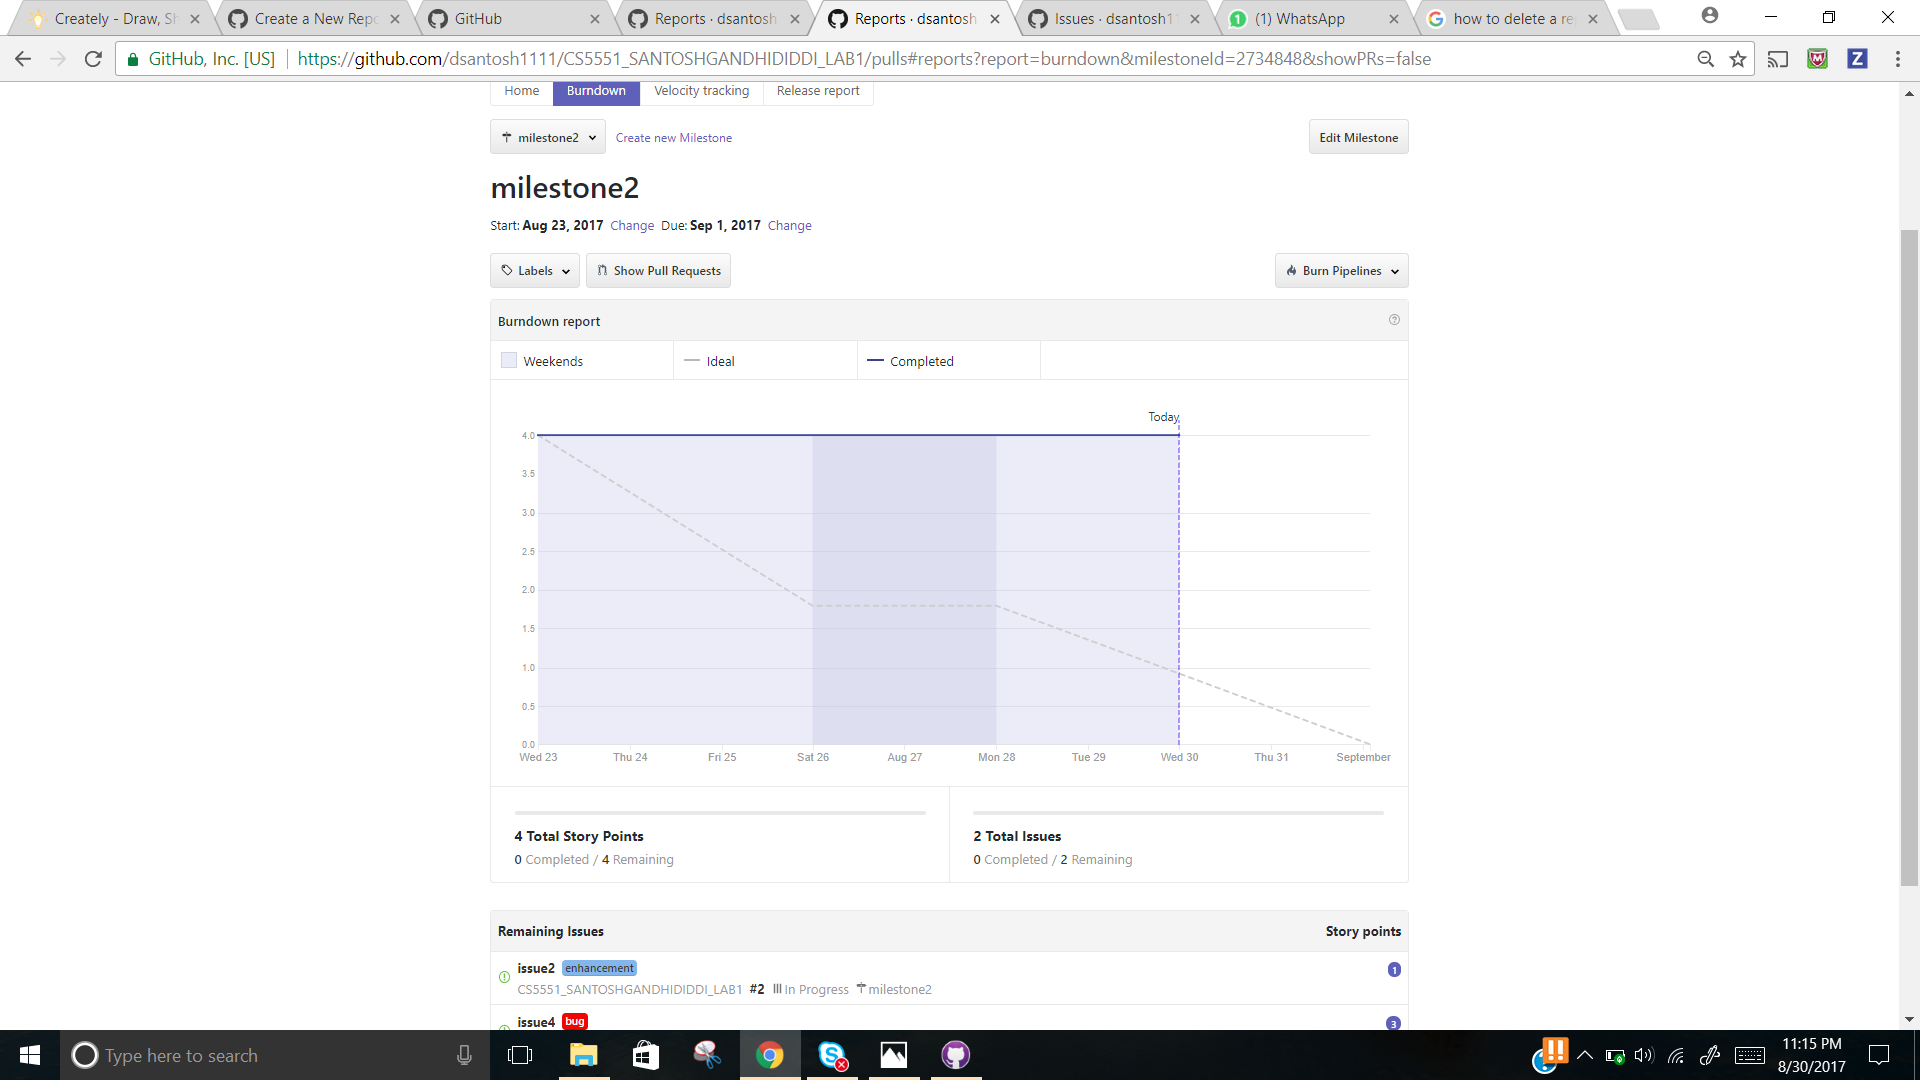 Creately - Draw, Sh
Create a New Repo
GitHub
Reports · dsantosh
Reports · dsantosh
Issues · dsantosh11
(1) WhatsApp
how to delete a re
GitHub, Inc. [US] https://github.com/dsantosh1111/CS5551_SANTOSHGANDHIDIDDI_LAB1/pulls#reports?report=burndown&milestoneId=2734848&showPRs=false
Home Burndown Velocity tracking Release report
milestone2 Create new Milestone Edit Milestone
milestone2
Start: Aug 23, 2017 Change Due: Sep 1, 2017 Change
Labels Show Pull Requests Burn Pipelines
Burndown report
Weekends Ideal Completed
Today
4.0
3.5
3.0
2.5
2.0
1.5
1.0
0.5
0.0
Wed 23 Thu 24 Fri 25 Sat 26 Aug 27 Mon 28 Tue 29 Wed 30 Thu 31 September
4 Total Story Points
0 Completed / 4 Remaining
2 Total Issues
0 Completed / 2 Remaining
Remaining Issues Story points
issue2 enhancement 1
CS5551_SANTOSHGANDHIDIDDI_LAB1 #2 In Progress milestone2
issue4 bug 3
Type here to search
11:15 PM
8/30/2017